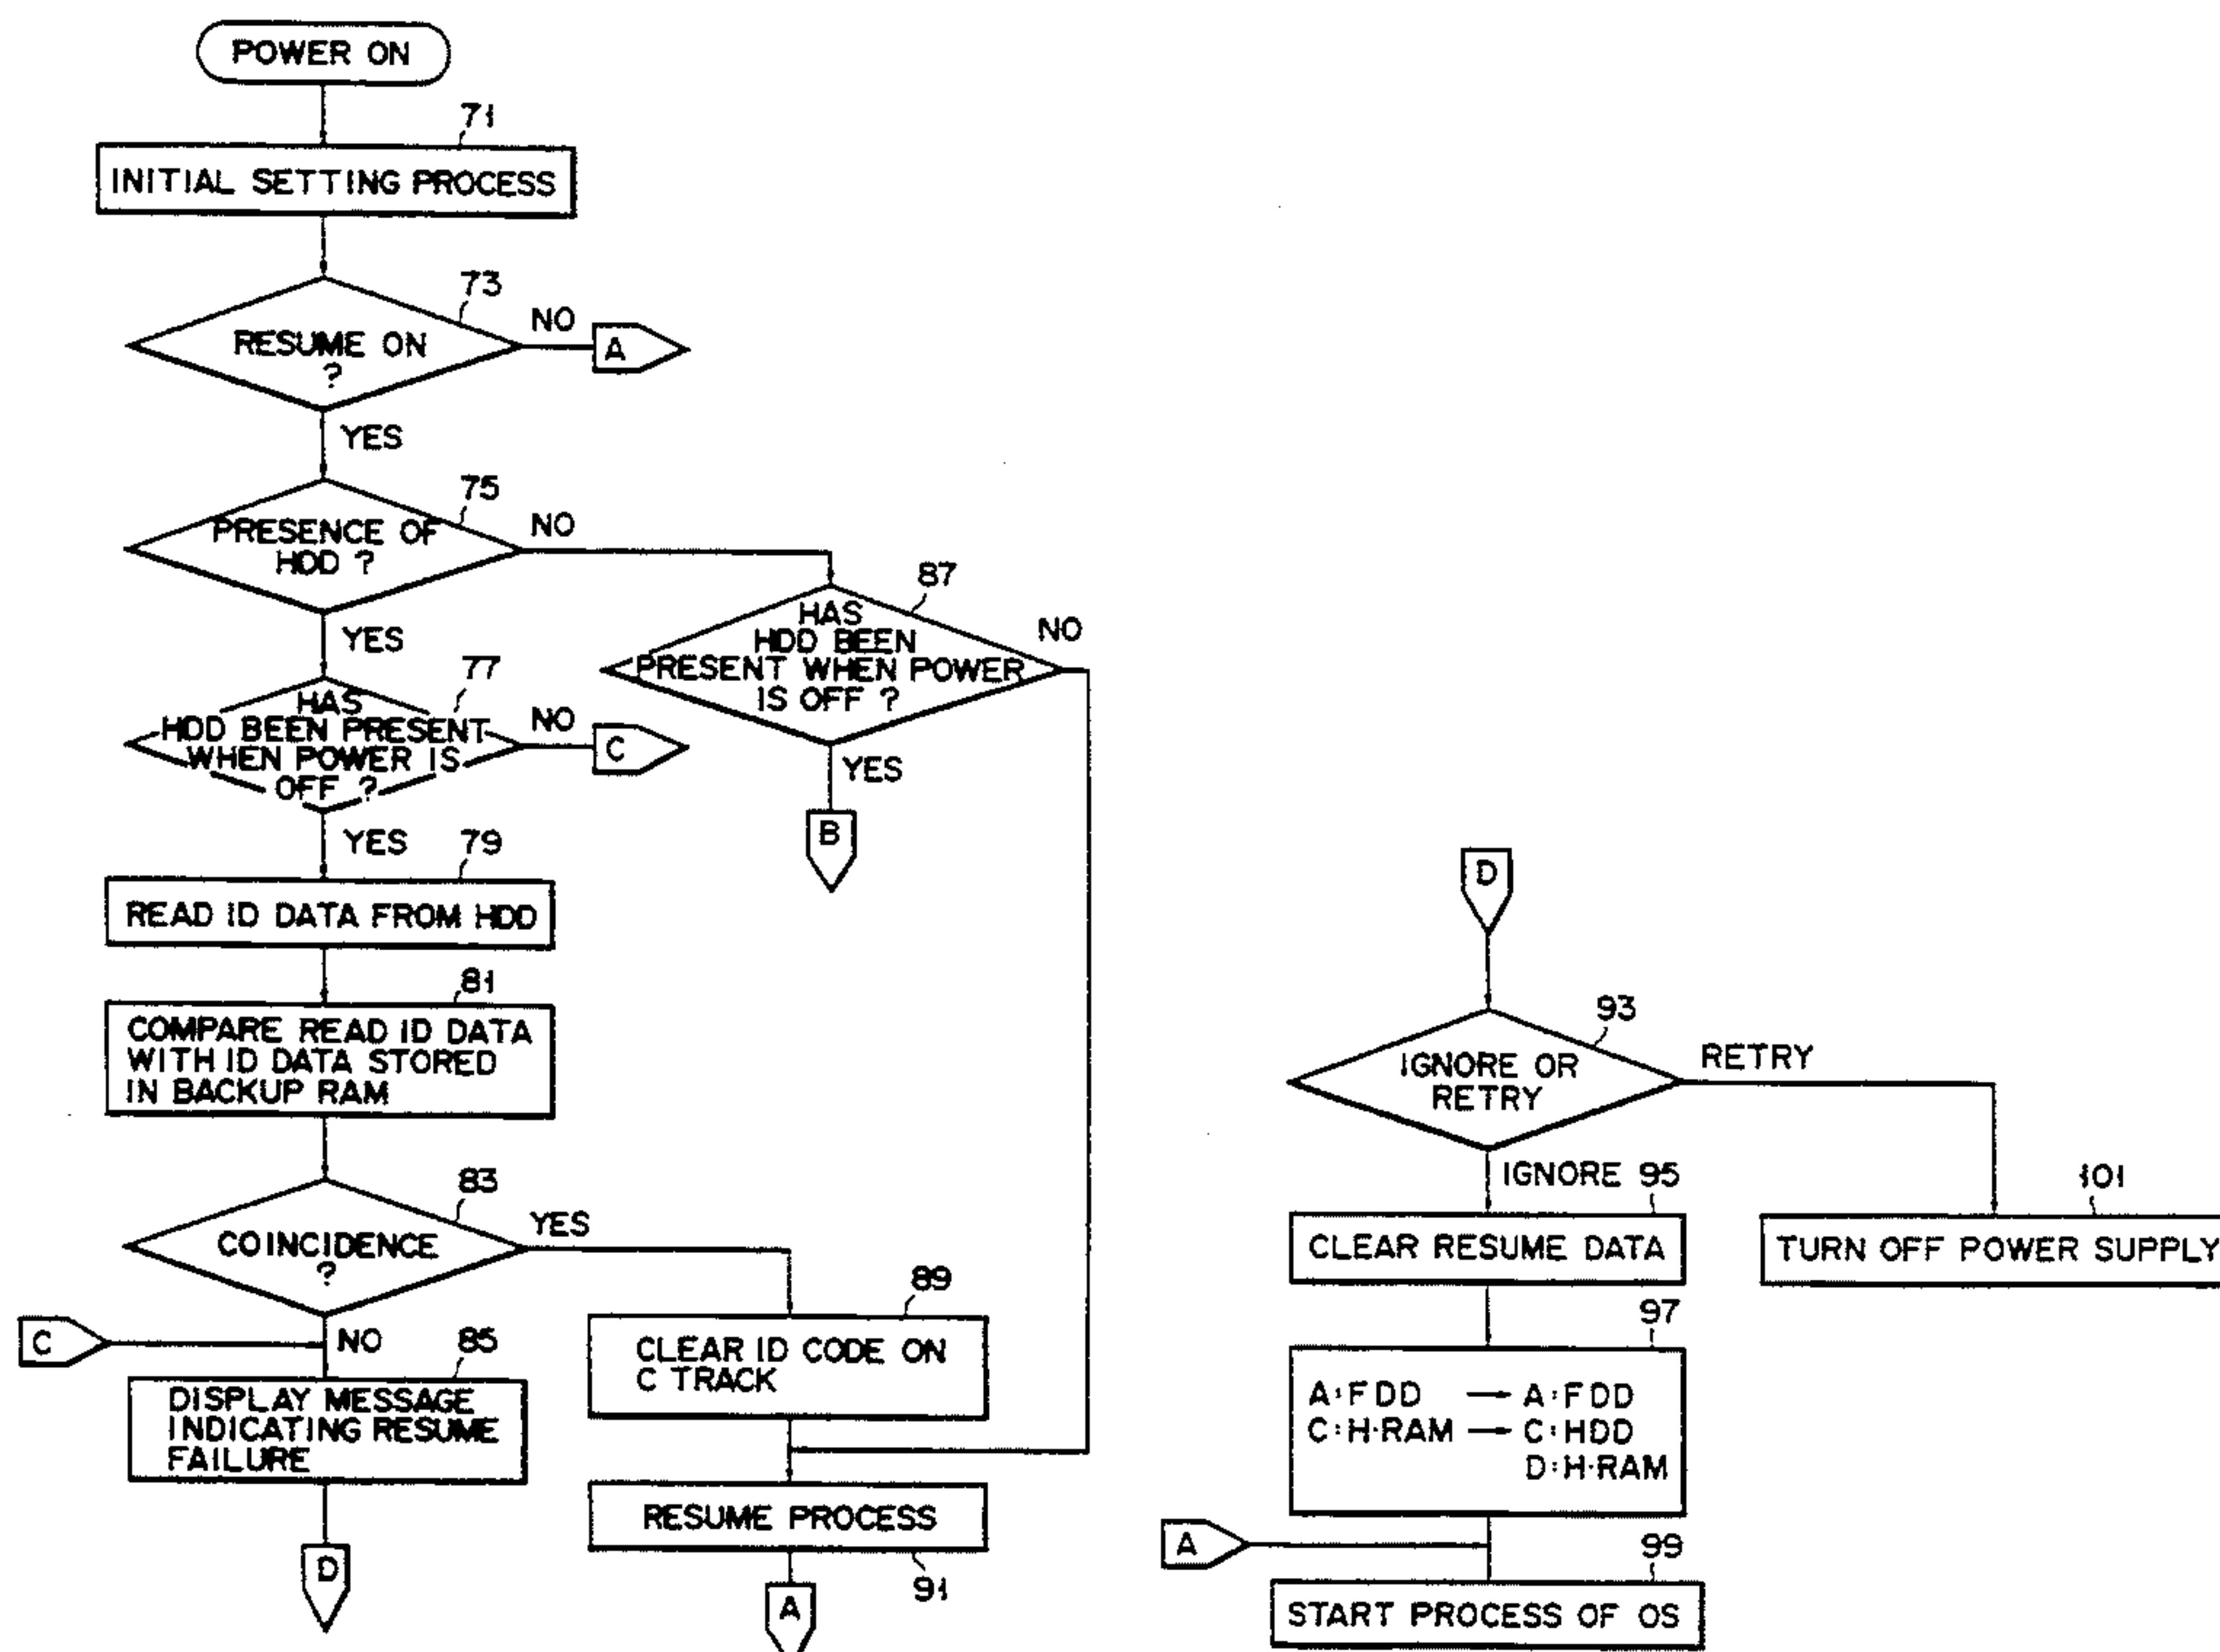 POWER ON
71
INITIAL SETTING PROCESS
73
RESUME ON
?
NO
A
YES
75
PRESENCE OF
HDD ?
NO
YES
87
HAS
HDD BEEN
PRESENT WHEN POWER
IS OFF ?
NO
YES
B
77
HAS
HDD BEEN PRESENT
WHEN POWER IS
OFF ?
NO
C
YES
79
READ ID DATA FROM HDD
81
COMPARE READ ID DATA
WITH ID DATA STORED
IN BACKUP RAM
83
COINCIDENCE
?
YES
NO
C
85
DISPLAY MESSAGE
INDICATING RESUME
FAILURE
D
89
CLEAR ID CODE ON
C TRACK
RESUME PROCESS
91
A
D
93
IGNORE OR
RETRY
RETRY
IGNORE 95
CLEAR RESUME DATA
101
TURN OFF POWER SUPPLY
97
A:FDD → A:FDD
C:H·RAM → C:HDD
D:H·RAM
A
99
START PROCESS OF OS